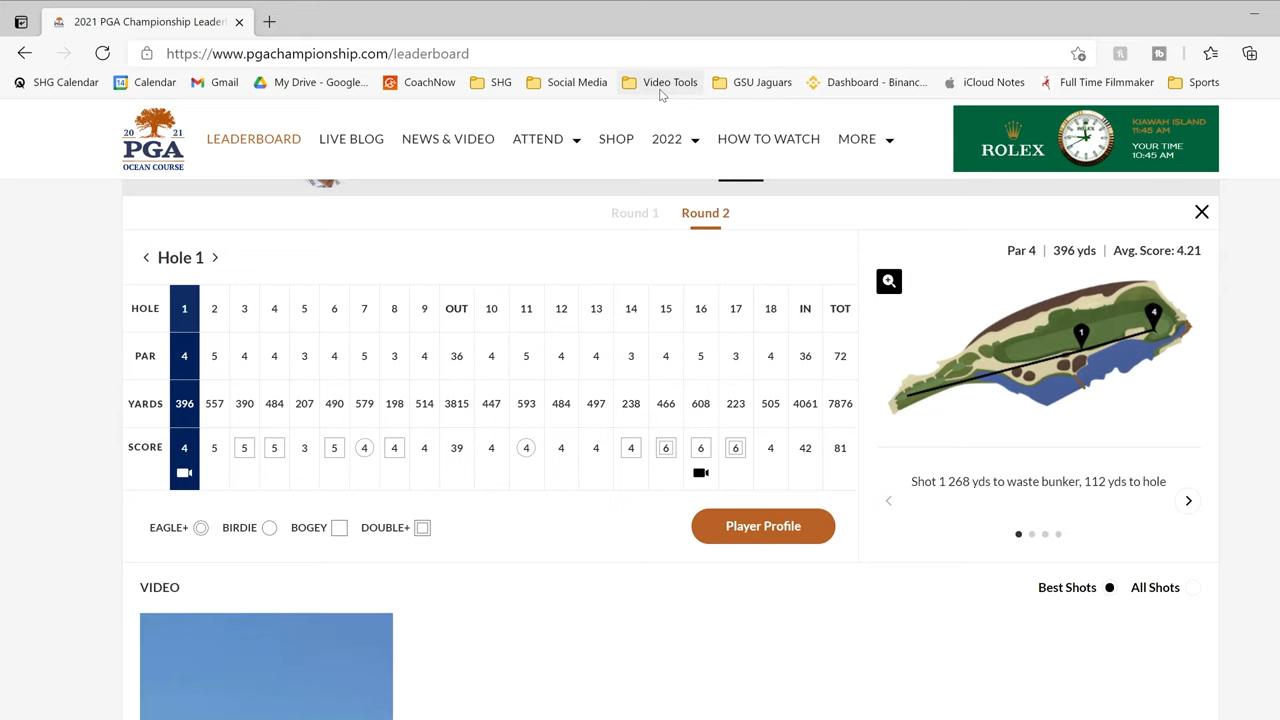 2021 PGA Championship Leader
https://www.pgachampionship.com/leaderboard
SHG Calendar 14 Calendar Gmail My Drive - Google... CoachNow SHG Social Media Video Tools GSU Jaguars Dashboard - Binanc... iCloud Notes Full Time Filmmaker Sports
20 21 PGA OCEAN COURSE
LEADERBOARD LIVE BLOG NEWS & VIDEO ATTEND SHOP 2022 HOW TO WATCH MORE
ROLEX
KIAWAH ISLAND
11:45 AM
YOUR TIME
10:45 AM
Round 1 Round 2
Hole 1
HOLE 1 2 3 4 5 6 7 8 9 OUT 10 11 12 13 14 15 16 17 18 IN TOT
PAR 4 5 4 4 3 4 5 3 4 36 4 5 4 4 3 4 5 3 4 36 72
YARDS 396 557 390 484 207 490 579 198 514 3815 447 593 484 497 238 466 608 223 505 4061 7876
SCORE 4 5 5 5 3 5 4 4 4 39 4 4 4 4 4 6 6 6 4 42 81
EAGLE+ BIRDIE BOGEY DOUBLE+
Player Profile
Par 4 | 396 yds | Avg. Score: 4.21
1 4
Shot 1 268 yds to waste bunker, 112 yds to hole
VIDEO
Best Shots All Shots